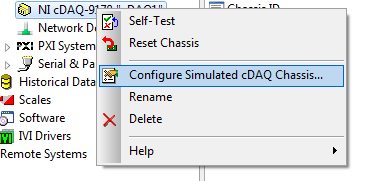 NI cDAQ-9178 "cDAQ1"
Network De
PXI System
Serial & Pa
Historical Data
Scales
Software
IVI Drivers
Remote Systems
Self-Test
Reset Chassis
Configure Simulated cDAQ Chassis...
Rename
Delete
Help
Chassis ID